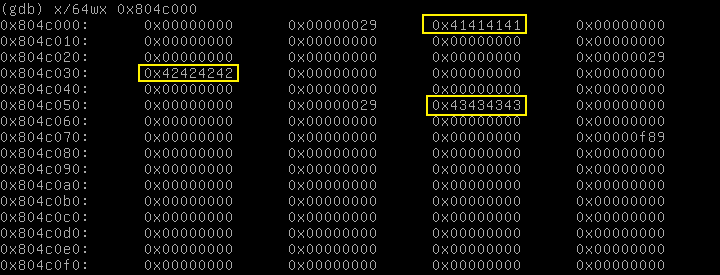 (gdb) x/64wx 0x804c000
0x804c000: 0x00000000 0x00000029 0x41414141 0x00000000
0x804c010: 0x00000000 0x00000000 0x00000000 0x00000000
0x804c020: 0x00000000 0x00000000 0x00000000 0x00000029
0x804c030: 0x42424242 0x00000000 0x00000000 0x00000000
0x804c040: 0x00000000 0x00000000 0x00000000 0x00000000
0x804c050: 0x00000000 0x00000029 0x43434343 0x00000000
0x804c060: 0x00000000 0x00000000 0x00000000 0x00000000
0x804c070: 0x00000000 0x00000000 0x00000000 0x00000f89
0x804c080: 0x00000000 0x00000000 0x00000000 0x00000000
0x804c090: 0x00000000 0x00000000 0x00000000 0x00000000
0x804c0a0: 0x00000000 0x00000000 0x00000000 0x00000000
0x804c0b0: 0x00000000 0x00000000 0x00000000 0x00000000
0x804c0c0: 0x00000000 0x00000000 0x00000000 0x00000000
0x804c0d0: 0x00000000 0x00000000 0x00000000 0x00000000
0x804c0e0: 0x00000000 0x00000000 0x00000000 0x00000000
0x804c0f0: 0x00000000 0x00000000 0x00000000 0x00000000